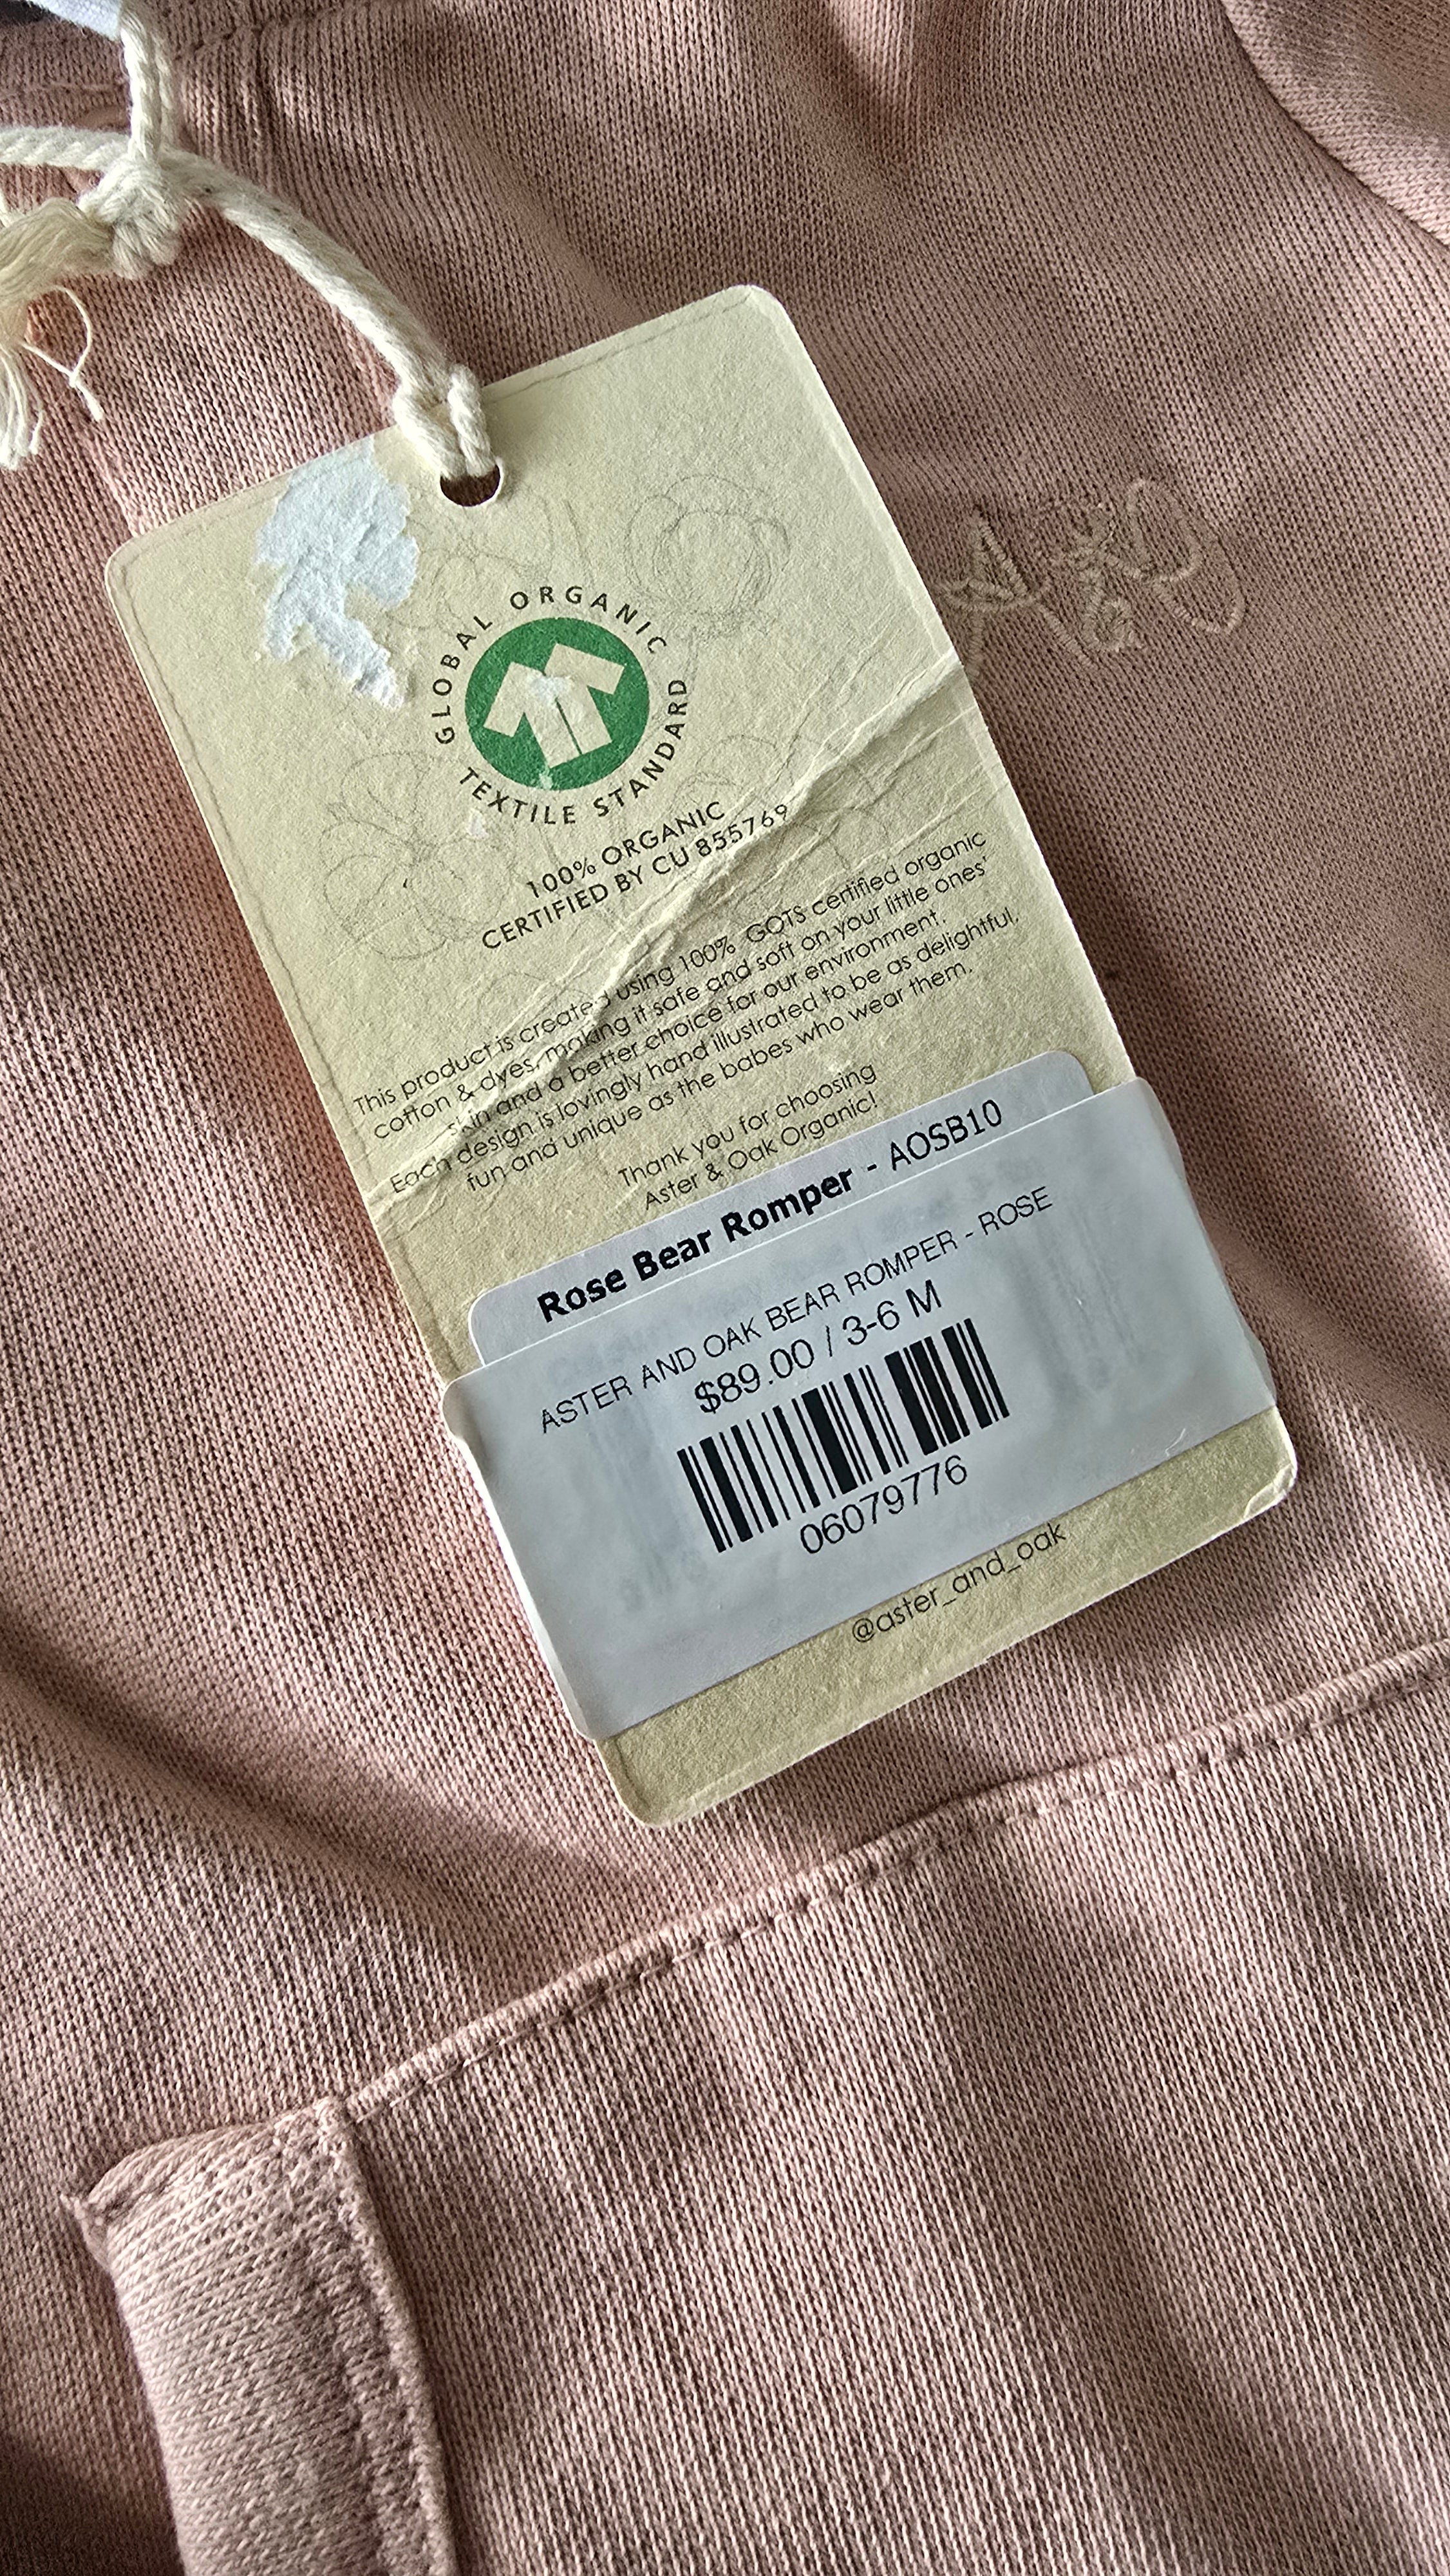 GLOBAL ORGANIC
TEXTILE STANDARD
100% ORGANIC
CERTIFIED BY CU 855769
This product is created using 100% GOTS certified organic
cotton & dyes, making it safe and soft on your little ones'
skin and a better choice for our environment.
Each design is lovingly hand illustrated to be as delightful,
fun and unique as the babes who wear them.
Thank you for choosing
Aster & Oak Organic!
Rose Bear Romper - AOSB10
ASTER AND OAK BEAR ROMPER - ROSE
$89.00 / 3-6 M
06079776
@aster_and_oak
A&O